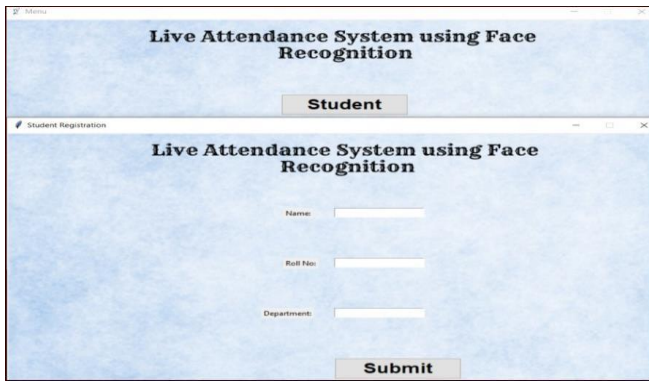 Menu
Live Attendance System using Face
Recognition
Student
Student Registration
Live Attendance System using Face
Recognition
Name:
Roll No:
Department:
Submit